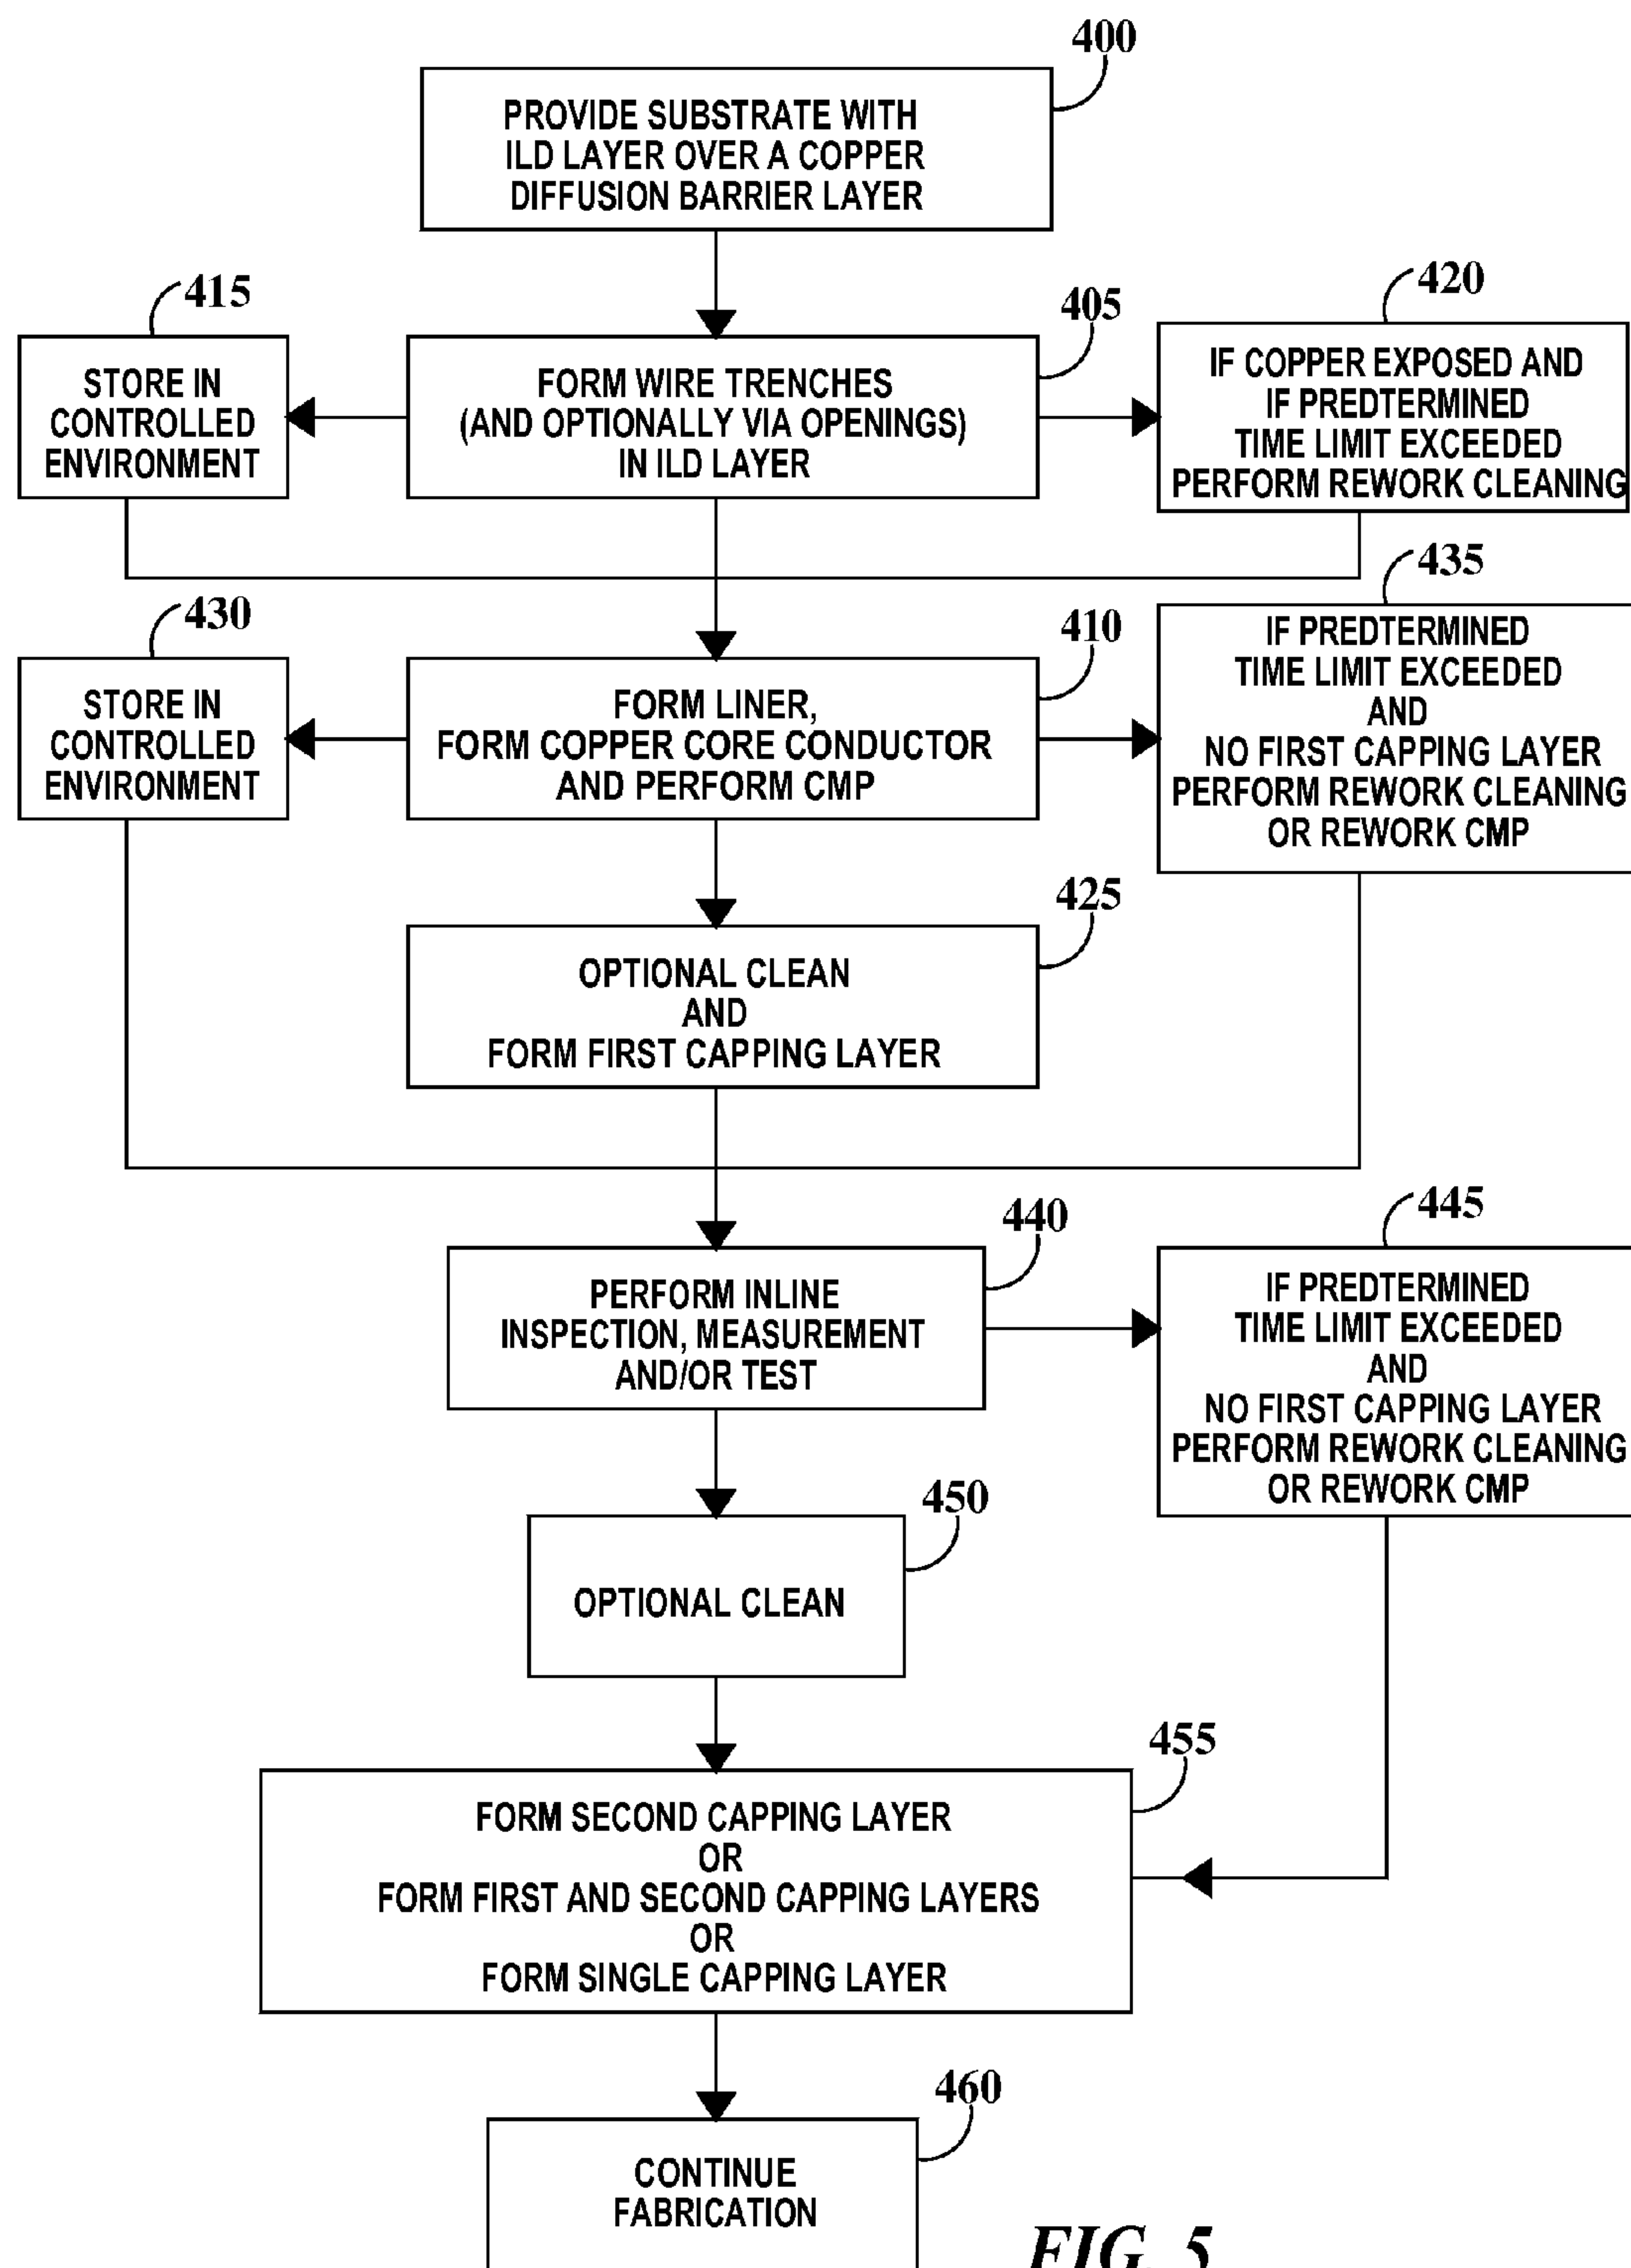 400
PROVIDE SUBSTRATE WITH
ILD LAYER OVER A COPPER
DIFFUSION BARRIER LAYER
415
STORE IN
CONTROLLED
ENVIRONMENT
405
FORM WIRE TRENCHES
(AND OPTIONALLY VIA OPENINGS)
IN ILD LAYER
420
IF COPPER EXPOSED AND
IF PREDTERMINED
TIME LIMIT EXCEEDED
PERFORM REWORK CLEANING
430
STORE IN
CONTROLLED
ENVIRONMENT
410
FORM LINER,
FORM COPPER CORE CONDUCTOR
AND PERFORM CMP
435
IF PREDTERMINED
TIME LIMIT EXCEEDED
AND
NO FIRST CAPPING LAYER
PERFORM REWORK CLEANING
OR REWORK CMP
425
OPTIONAL CLEAN
AND
FORM FIRST CAPPING LAYER
440
PERFORM INLINE
INSPECTION, MEASUREMENT
AND/OR TEST
445
IF PREDTERMINED
TIME LIMIT EXCEEDED
AND
NO FIRST CAPPING LAYER
PERFORM REWORK CLEANING
OR REWORK CMP
450
OPTIONAL CLEAN
455
FORM SECOND CAPPING LAYER
OR
FORM FIRST AND SECOND CAPPING LAYERS
OR
FORM SINGLE CAPPING LAYER
460
CONTINUE
FABRICATION
FIG. 5